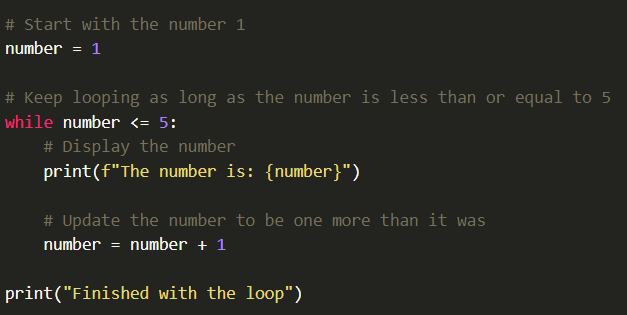 # Start with the number 1
number = 1
# Keep looping as long as the number is less than or equal to 5
while number <= 5:
    # Display the number
    print(f"The number is: {number}")
    # Update the number to be one more than it was
    number = number + 1
print("Finished with the loop")